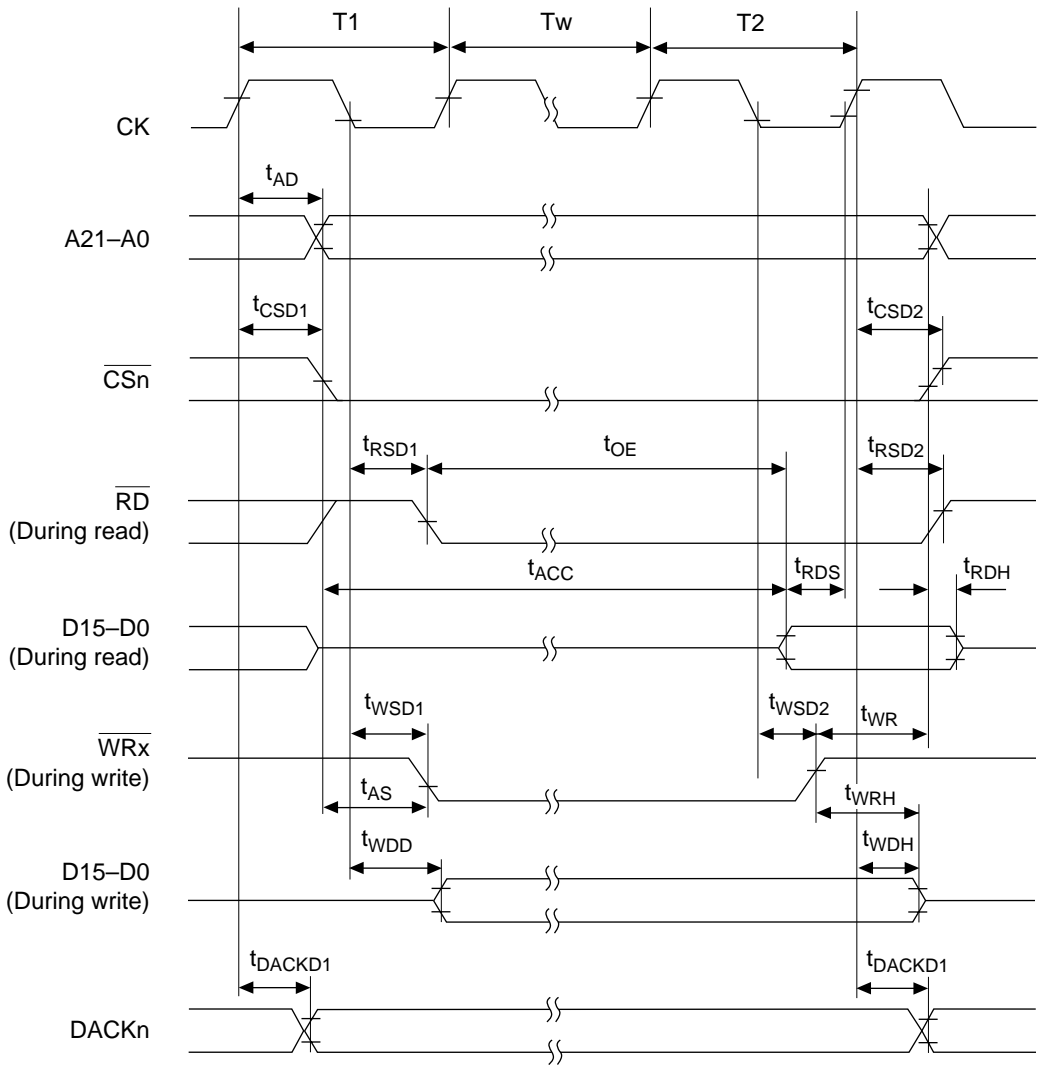 T1 Tw T2
CK
tAD
A21–A0
tCSD1 tCSD2
CSn
tRSD1 tOE tRSD2
RD
(During read)
tACC tRDS tRDH
D15–D0
(During read)
tWSD1 tWSD2 tWR
WRx
(During write)
tAS tWRH
tWDD tWDH
D15–D0
(During write)
tDACKD1 tDACKD1
DACKn